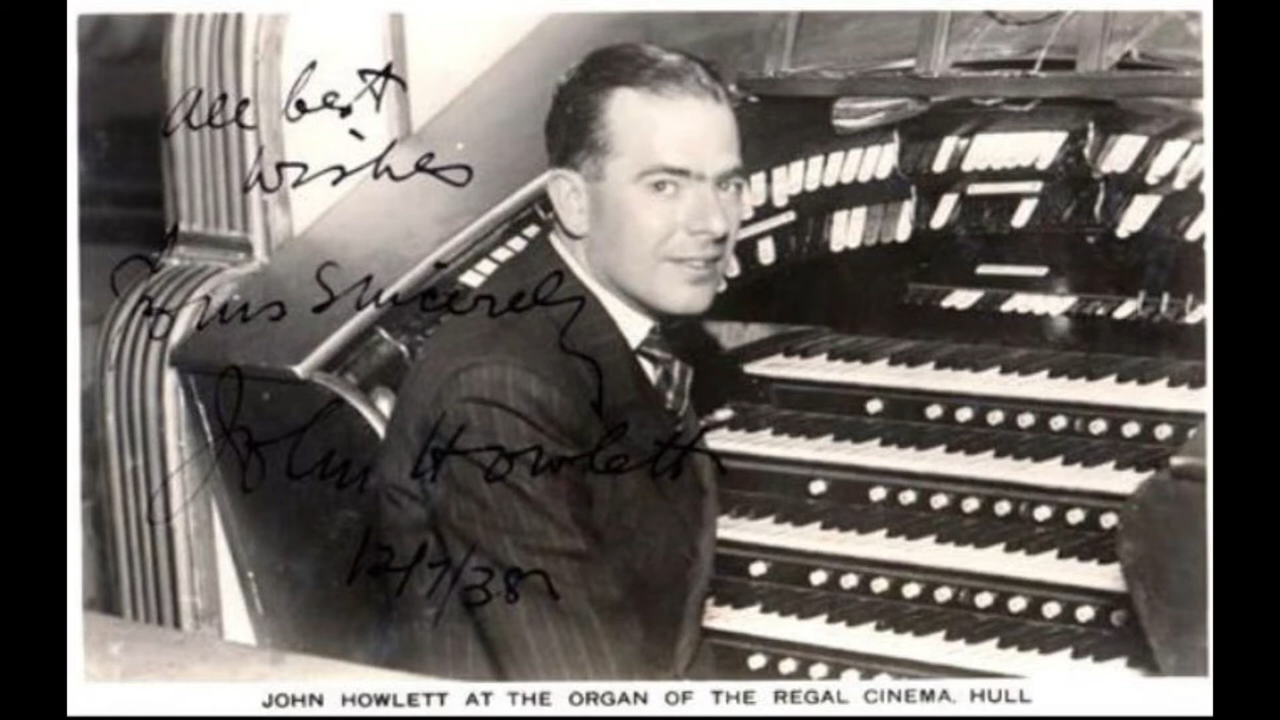 all best
wishes
Yours Sincerely
John Howlett
12/7/38
JOHN HOWLETT AT THE ORGAN OF THE REGAL CINEMA, HULL